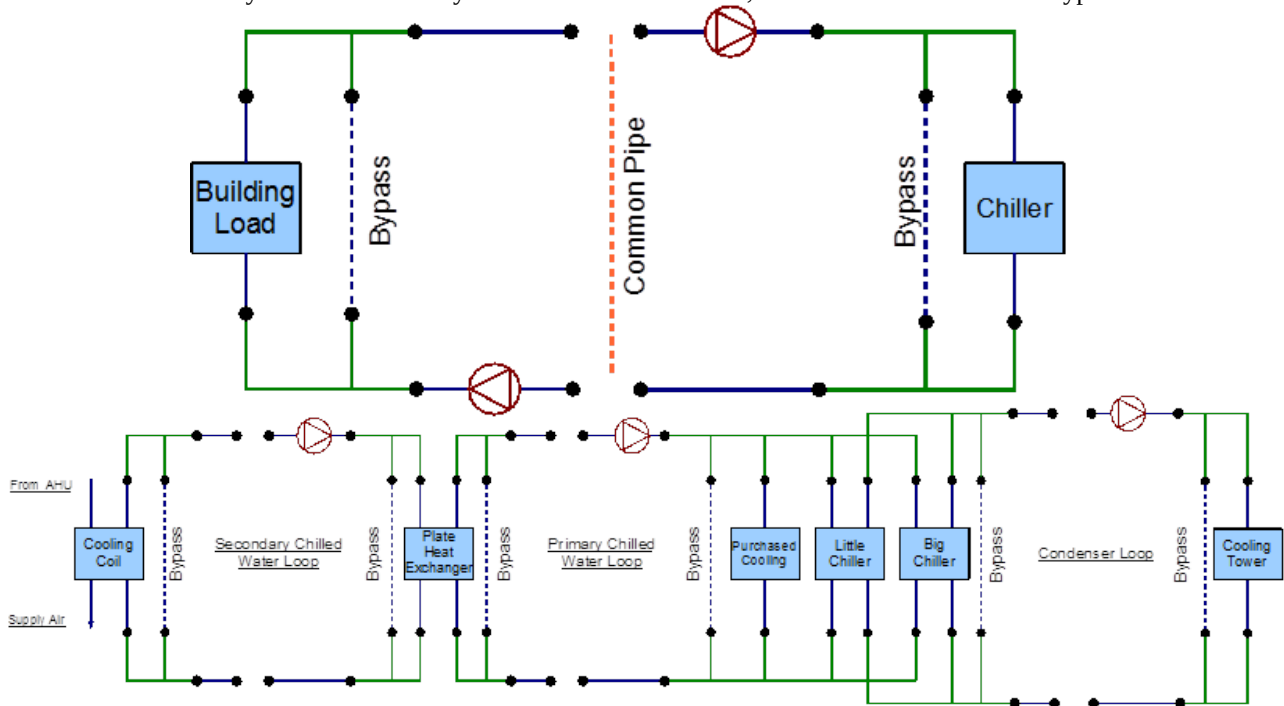 Building
Load
Bypass
Common Pipe
Bypass
Chiller
From AHU
Cooling
Coil
Supply Air
Bypass
Secondary Chilled
Water Loop
Bypass
Plate
Heat
Exchanger
Bypass
Primary Chilled
Water Loop
Bypass
Purchased
Cooling
Little
Chiller
Big
Chiller
Bypass
Condenser Loop
Bypass
Cooling
Tower